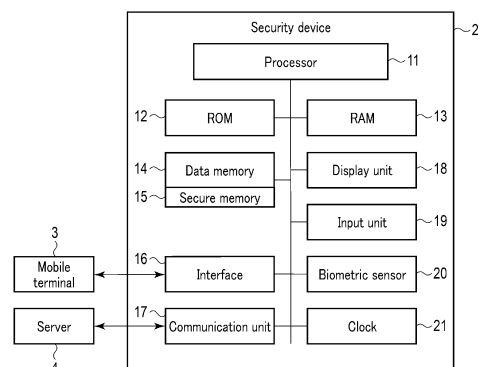 Security device
2
Processor
11
12
ROM
RAM
13
14
Data memory
Display unit
18
15
Secure memory
Input unit
19
3
16
Mobile
terminal
Interface
Biometric sensor
20
17
Server
Communication unit
Clock
21
4